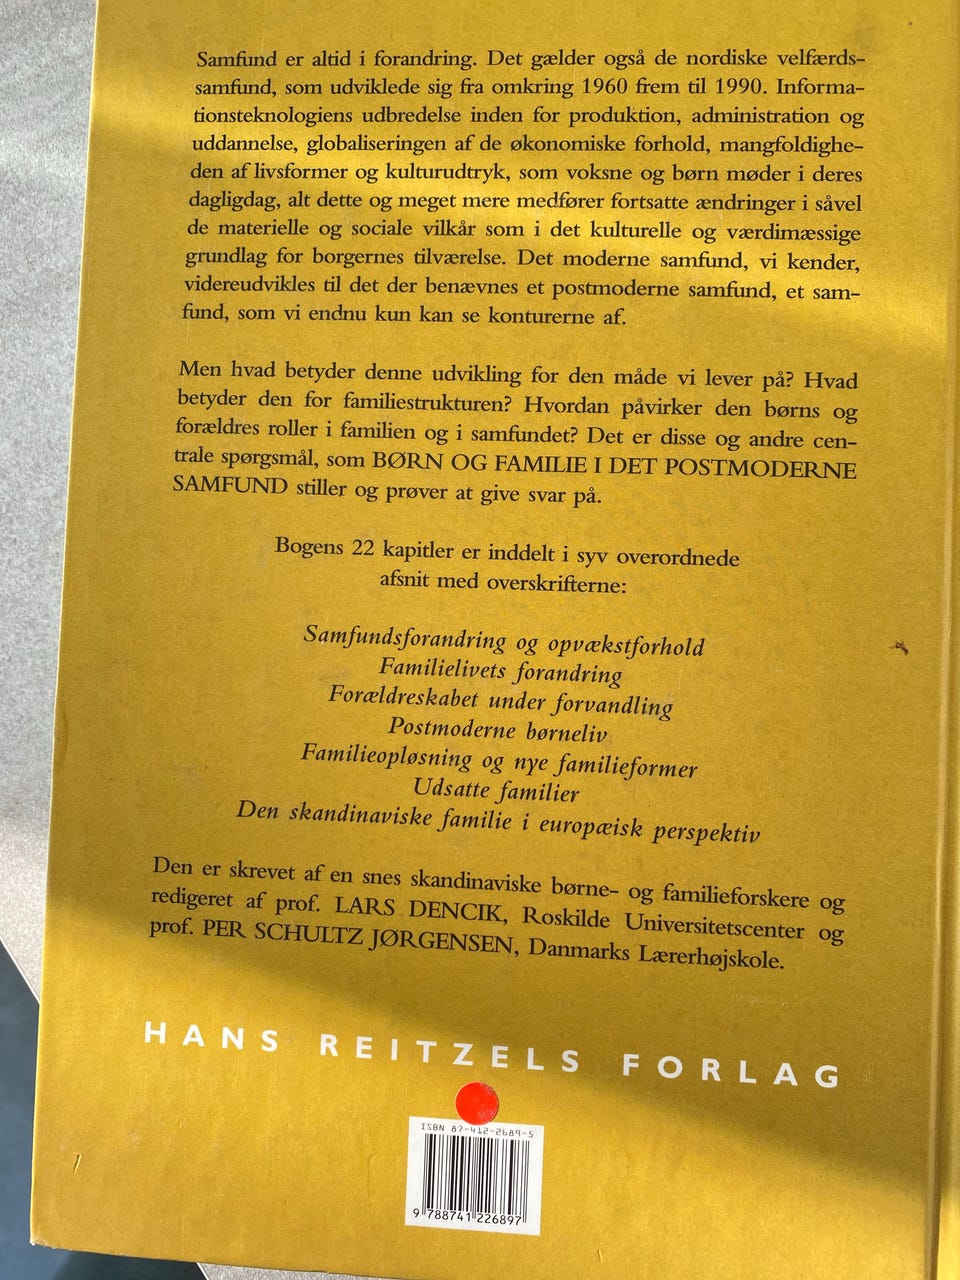 Samfund er altid i forandring. Det gælder også de nordiske velfærds-
samfund, som udviklede sig fra omkring 1960 frem til 1990. Informa-
tionsteknologiens udbredelse inden for produktion, administration og
uddannelse, globaliseringen af de økonomiske forhold, mangfoldighe-
den af livsformer og kulturudtryk, som voksne og børn møder i deres
dagligdag, alt dette og meget mere medfører fortsatte ændringer i såvel
de materielle og sociale vilkår som i det kulturelle og værdimæssige
grundlag for borgernes tilværelse. Det moderne samfund, vi kender,
videreudvikles til det der benævnes et postmoderne samfund, et sam-
fund, som vi endnu kun kan se konturerne af.
Men hvad betyder denne udvikling for den måde vi lever på? Hvad
betyder den for familiestrukturen? Hvordan påvirker den børns og
forældres roller i familien og i samfundet? Det er disse og andre cen-
trale spørgsmål, som BØRN OG FAMILIE I DET POSTMODERNE
SAMFUND stiller og prøver at give svar på.
Bogens 22 kapitler er inddelt i syv overordnede
afsnit med overskrifterne:
Samfundsforandring og opvækstforhold
Familielivets forandring
Forældreskabet under forvandling
Postmoderne børneliv
Familieopløsning og nye familieformer
Udsatte familier
Den skandinaviske familie i europæisk perspektiv
Den er skrevet af en snes skandinaviske børne- og familieforskere og
redigeret af prof. LARS DENCIK, Roskilde Universitetscenter og
prof. PER SCHULTZ JØRGENSEN, Danmarks Lærerhøjskole.
HANS REITZELS FORLAG
ISBN 87-412-2689-5
9 788741 226897